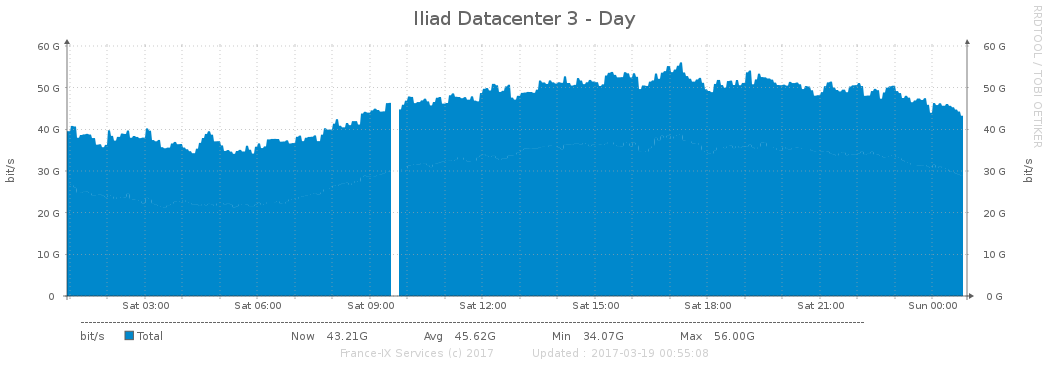 Iliad Datacenter 3 - Day
RRDTOOL / TOBI OETIKER
60 G 60 G
50 G 50 G
40 G 40 G
30 G 30 G
20 G 20 G
10 G 10 G
0 0 G
bit/s bit/s
Sat 03:00 Sat 06:00 Sat 09:00 Sat 12:00 Sat 15:00 Sat 18:00 Sat 21:00 Sun 00:00
bit/s Total Now 43.21G Avg 45.62G Min 34.07G Max 56.00G
France-IX Services (c) 2017 Updated : 2017-03-19 00:55:08